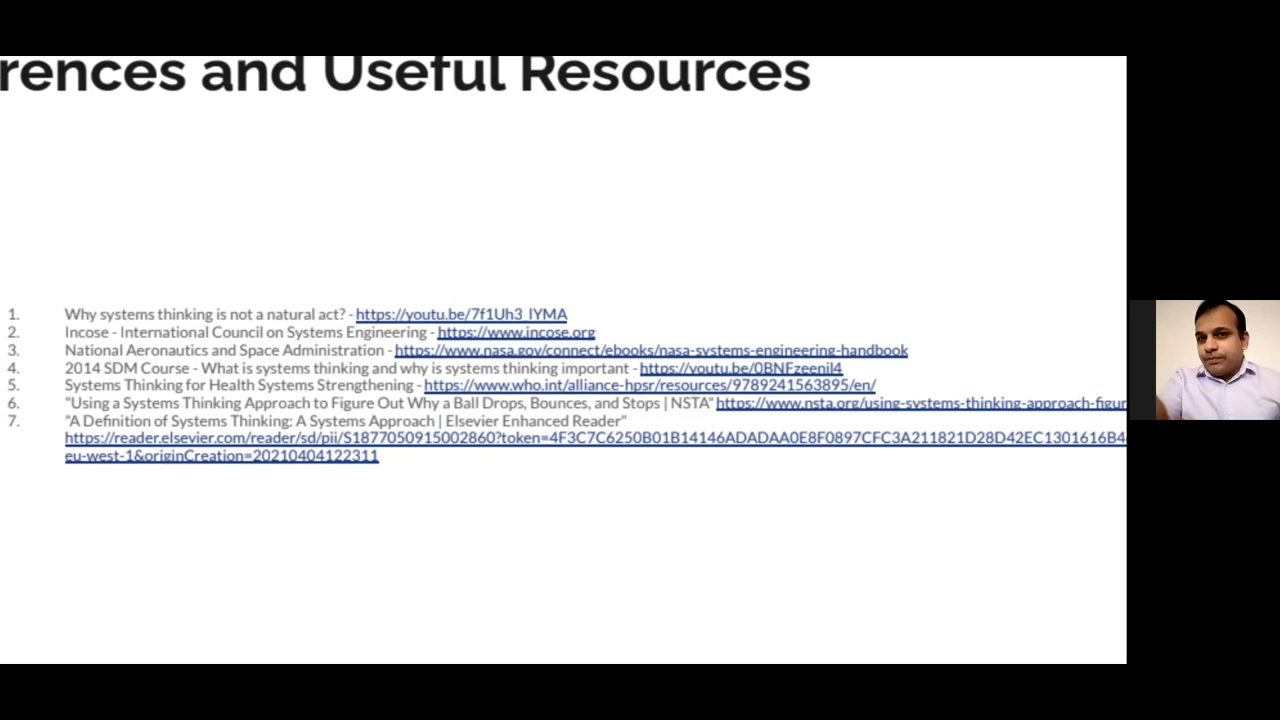 rences and Useful Resources
1. Why systems thinking is not a natural act? - https://youtu.be/7f1Uh3_lYMA
2. Incose - International Council on Systems Engineering - https://www.incose.org
3. National Aeronautics and Space Administration - https://www.nasa.gov/connect/ebooks/nasa-systems-engineering-handbook
4. 2014 SDM Course - What is systems thinking and why is systems thinking important - https://youtu.be/0BNFzeenil4
5. Systems Thinking for Health Systems Strengthening - https://www.who.int/alliance-hpsr/resources/9789241563895/en/
6. "Using a Systems Thinking Approach to Figure Out Why a Ball Drops, Bounces, and Stops | NSTA" https://www.nsta.org/using-systems-thinking-approach-figur
7. "A Definition of Systems Thinking: A Systems Approach | Elsevier Enhanced Reader"
https://reader.elsevier.com/reader/sd/pii/S1877050915002860?token=4F3C7C6250B01B14146ADADAA0E8F0897CFC3A211821D28D42EC1301616B4
eu-west-1&originCreation=20210404122311